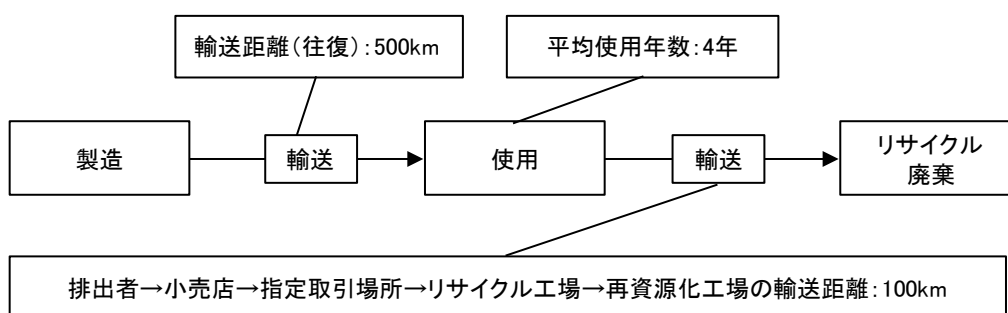 輸送距離(往復):500km
平均使用年数:4年
製造
輸送
使用
輸送
リサイクル
廃棄
排出者→小売店→指定取引場所→リサイクル工場→再資源化工場の輸送距離:100km